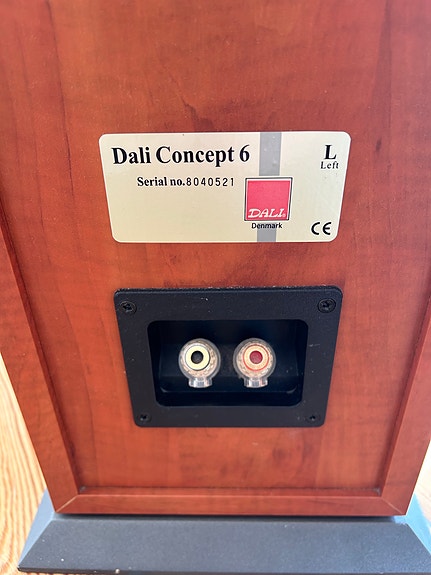 Dali Concept 6
L
Left
Serial no.8040521
DALI
Denmark
CE